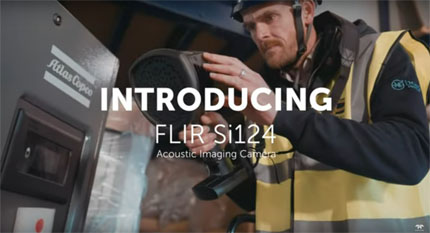 Atlas Copco
INTRODUCING
FLIR Si124
Acoustic Imaging Camera